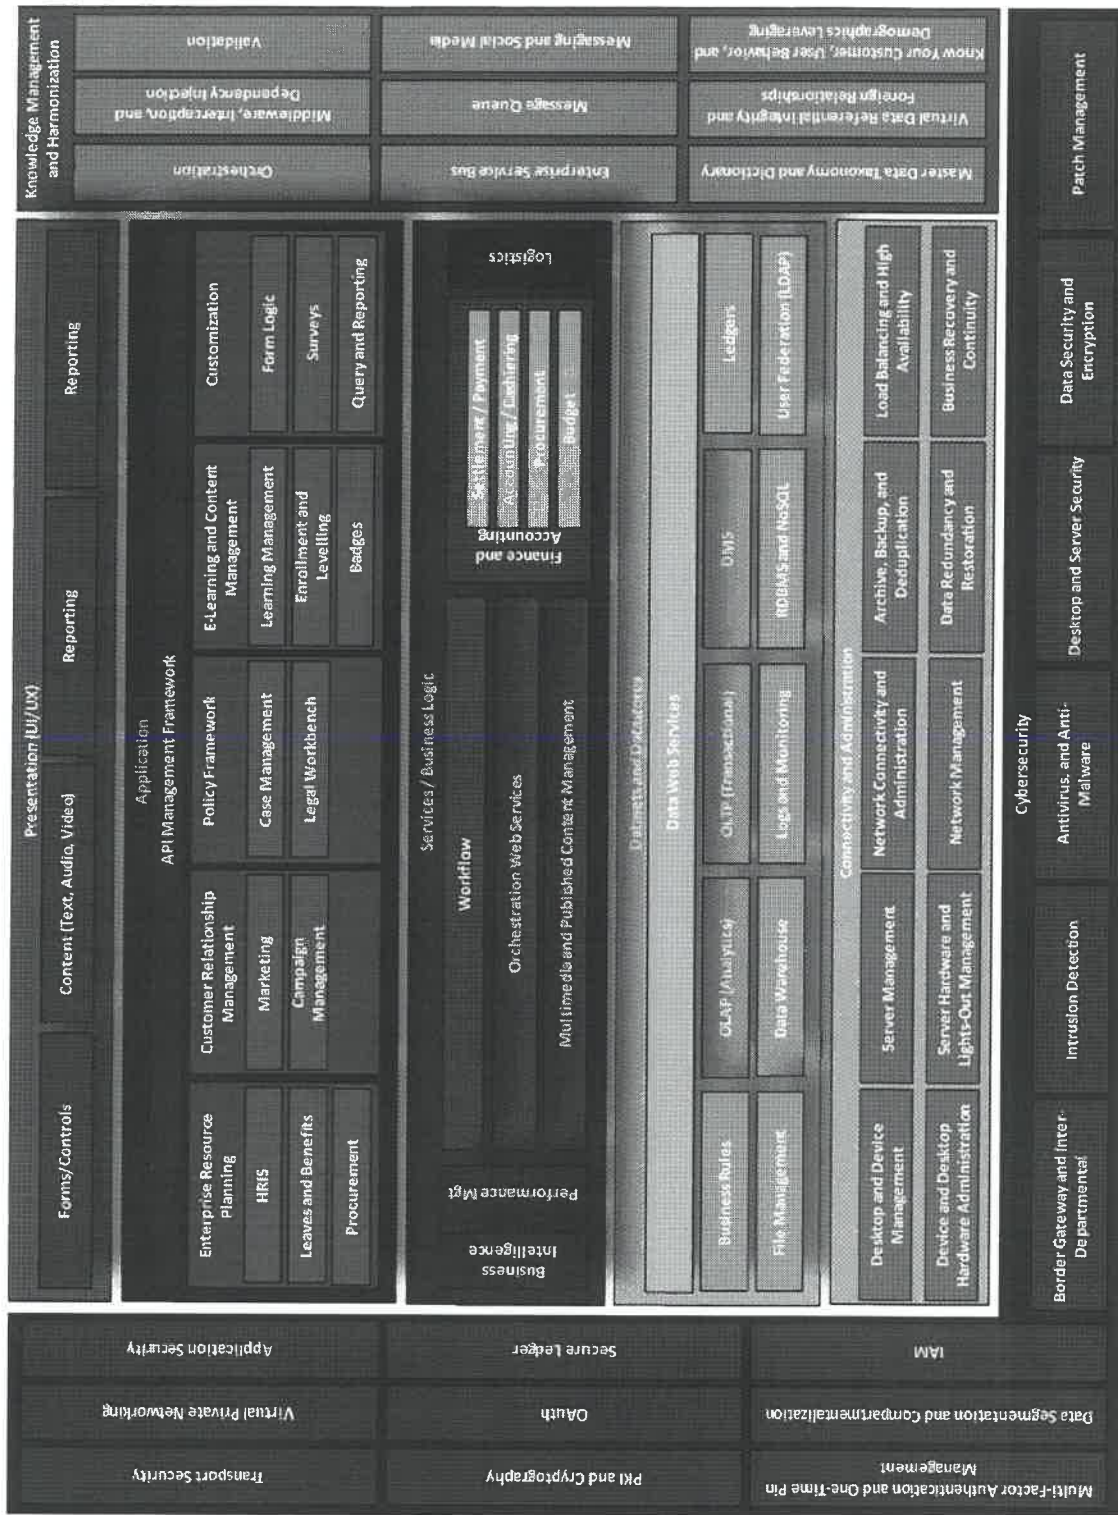 Presentation (UI/UX)
Forms/Controls
Content (Text, Audio, Video)
Reporting
Reporting
Application
API Management Framework
Enterprise Resource
Planning
HRIS
Leaves and Benefits
Procurement
Customer Relationship
Management
Marketing
Campaign
Management
Policy Framework
Case Management
Legal Workbench
E-Learning and Content
Management
Learning Management
Enrollment and
Levelling
Badges
Customization
Form Logic
Surveys
Query and Reporting
Services / Business Logic
Business
Intelligence
Performance Mgt
Workflow
Orchestration Web Services
Multimedia and Published Content Management
Finance and
Accounting
Settlement / Payment
Accounting / Cashiering
Procurement
Budget
Logistics
Datamarts and Datastores
Data Web Services
Business Rules
OLAP (Analytics)
OLTP (Transactional)
DMS
Ledgers
File Management
Data Warehouse
Logs and Monitoring
RDBMS and NoSQL
User Federation (LDAP)
Connectivity and Administration
Desktop and Device
Management
Server Management
Network Connectivity and
Administration
Archive, Backup, and
Deduplication
Load Balancing and High
Availability
Device and Desktop
Hardware Administration
Server Hardware and
Lights-Out Management
Network Management
Data Redundancy and
Restoration
Business Recovery and
Continuity
Cybersecurity
Border Gateway and Inter-
Departmental
Intrusion Detection
Antivirus, and Anti-
Malware
Desktop and Server Security
Data Security and
Encryption
Patch Management
Transport Security
Virtual Private Networking
Application Security
PKI and Cryptography
OAuth
Secure Ledger
Multi-Factor Authentication and One-Time Pin
Management
Data Segmentation and Compartmentalization
IAM
Knowledge Management
and Harmonization
Orchestration
Middleware, Interception, and
Dependency Injection
Validation
Enterprise Service Bus
Message Queue
Messaging and Social Media
Master Data Taxonomy and Dictionary
Virtual Data Referential Integrity and
Foreign Relationships
Know Your Customer, User Behavior, and
Demographics Leveraging